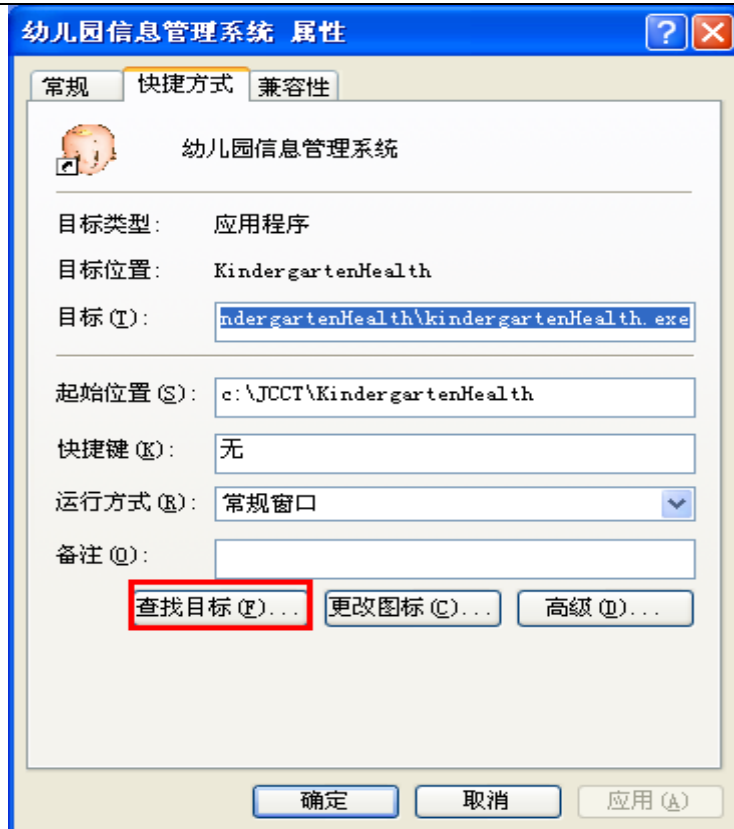 幼儿园信息管理系统 属性
常规 快捷方式 兼容性
幼儿园信息管理系统
目标类型: 应用程序
目标位置: KindergartenHealth
目标(T): ndergartenHealth\kindergartenHealth.exe
起始位置(S): c:\JCCT\KindergartenHealth
快捷键(K): 无
运行方式(R): 常规窗口
备注(O):
查找目标(F)... 更改图标(C)... 高级(D)...
确定 取消 应用(A)